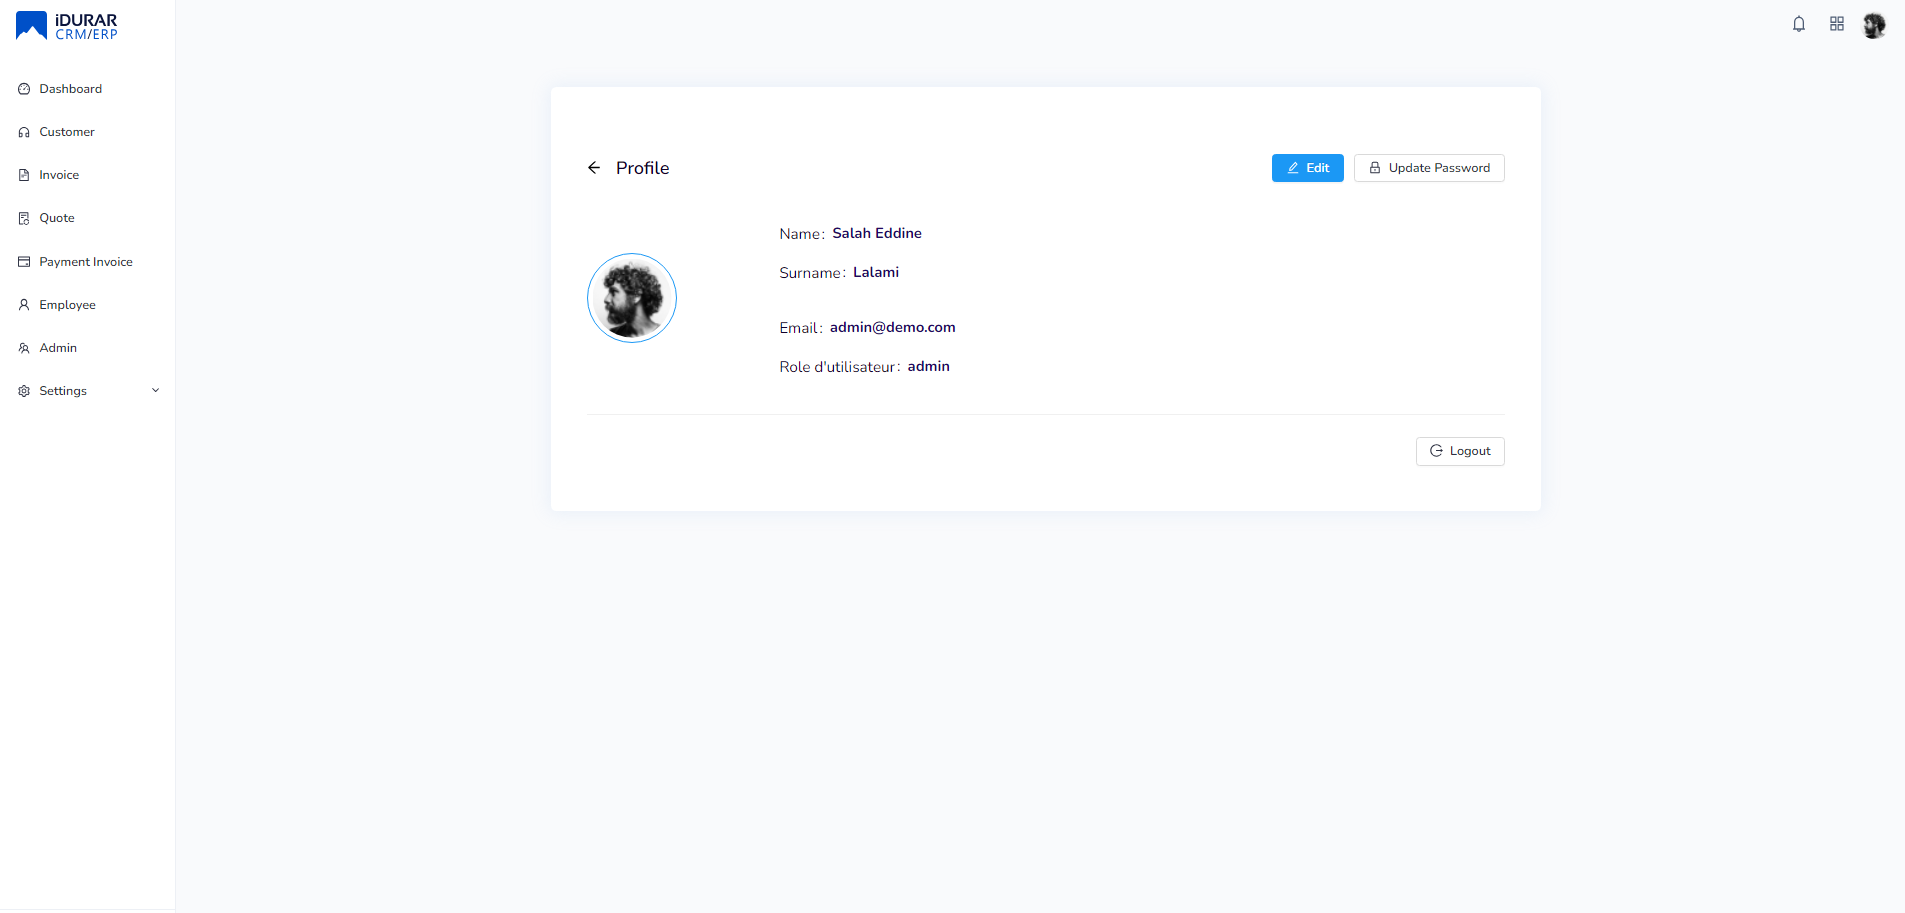 iDURAR
CRM/ERP
Dashboard
Customer
Invoice
Quote
Payment Invoice
Employee
Admin
Settings
Profile
Edit
Update Password
Name: Salah Eddine
Surname: Lalami
Email: admin@demo.com
Role d'utilisateur: admin
Logout